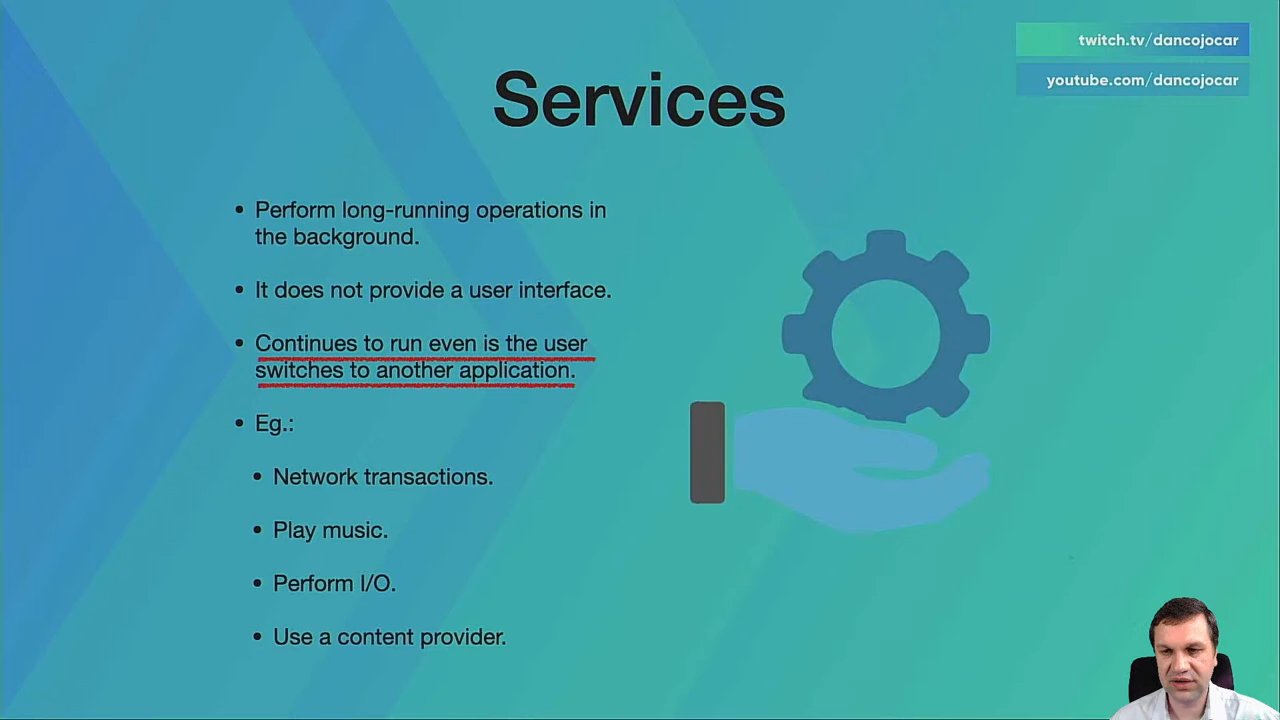 twitch.tv/dancojocar
youtube.com/dancojocar
Services
• Perform long-running operations in
the background.
• It does not provide a user interface.
• Continues to run even is the user
switches to another application.
• Eg.:
• Network transactions.
• Play music.
• Perform I/O.
• Use a content provider.